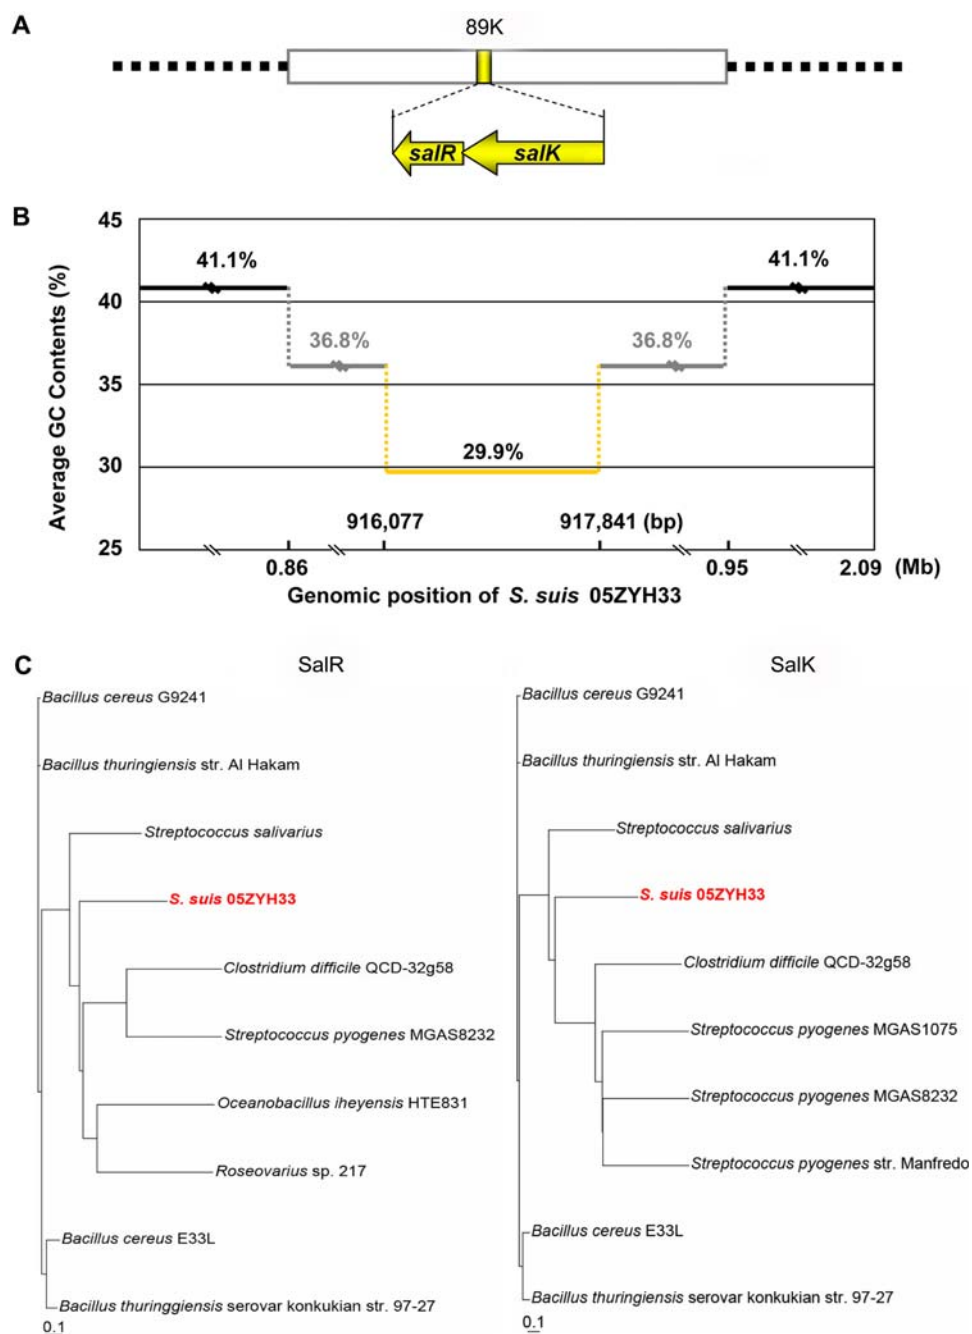 A
89K
salR
salK
B
45
40
35
30
25
Average GC Contents (%)
41.1%
41.1%
36.8%
36.8%
29.9%
916,077
917,841 (bp)
0.86
0.95
2.09
(Mb)
Genomic position of S. suis 05ZYH33
C
SalR
Bacillus cereus G9241
Bacillus thuringiensis str. Al Hakam
Streptococcus salivarius
S. suis 05ZYH33
Clostridium difficile QCD-32g58
Streptococcus pyogenes MGAS8232
Oceanobacillus iheyensis HTE831
Roseovarius sp. 217
Bacillus cereus E33L
Bacillus thuringgiensis serovar konkukian str. 97-27
0.1
SalK
Bacillus cereus G9241
Bacillus thuringiensis str. Al Hakam
Streptococcus salivarius
S. suis 05ZYH33
Clostridium difficile QCD-32g58
Streptococcus pyogenes MGAS1075
Streptococcus pyogenes MGAS8232
Streptococcus pyogenes str. Manfredo
Bacillus cereus E33L
Bacillus thuringiensis serovar konkukian str. 97-27
0.1